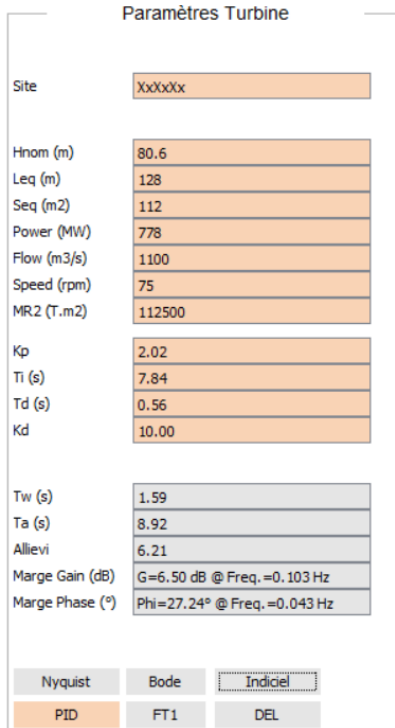 Paramètres Turbine
Site XxXxXx
Hnom (m) 80.6
Leq (m) 128
Seq (m2) 112
Power (MW) 778
Flow (m3/s) 1100
Speed (rpm) 75
MR2 (T.m2) 112500
Kp 2.02
Ti (s) 7.84
Td (s) 0.56
Kd 10.00
Tw (s) 1.59
Ta (s) 8.92
Allievi 6.21
Marge Gain (dB) G=6.50 dB @ Freq.=0.103 Hz
Marge Phase (°) Phi=27.24° @ Freq.=0.043 Hz
Nyquist Bode Indiciel
PID FT1 DEL